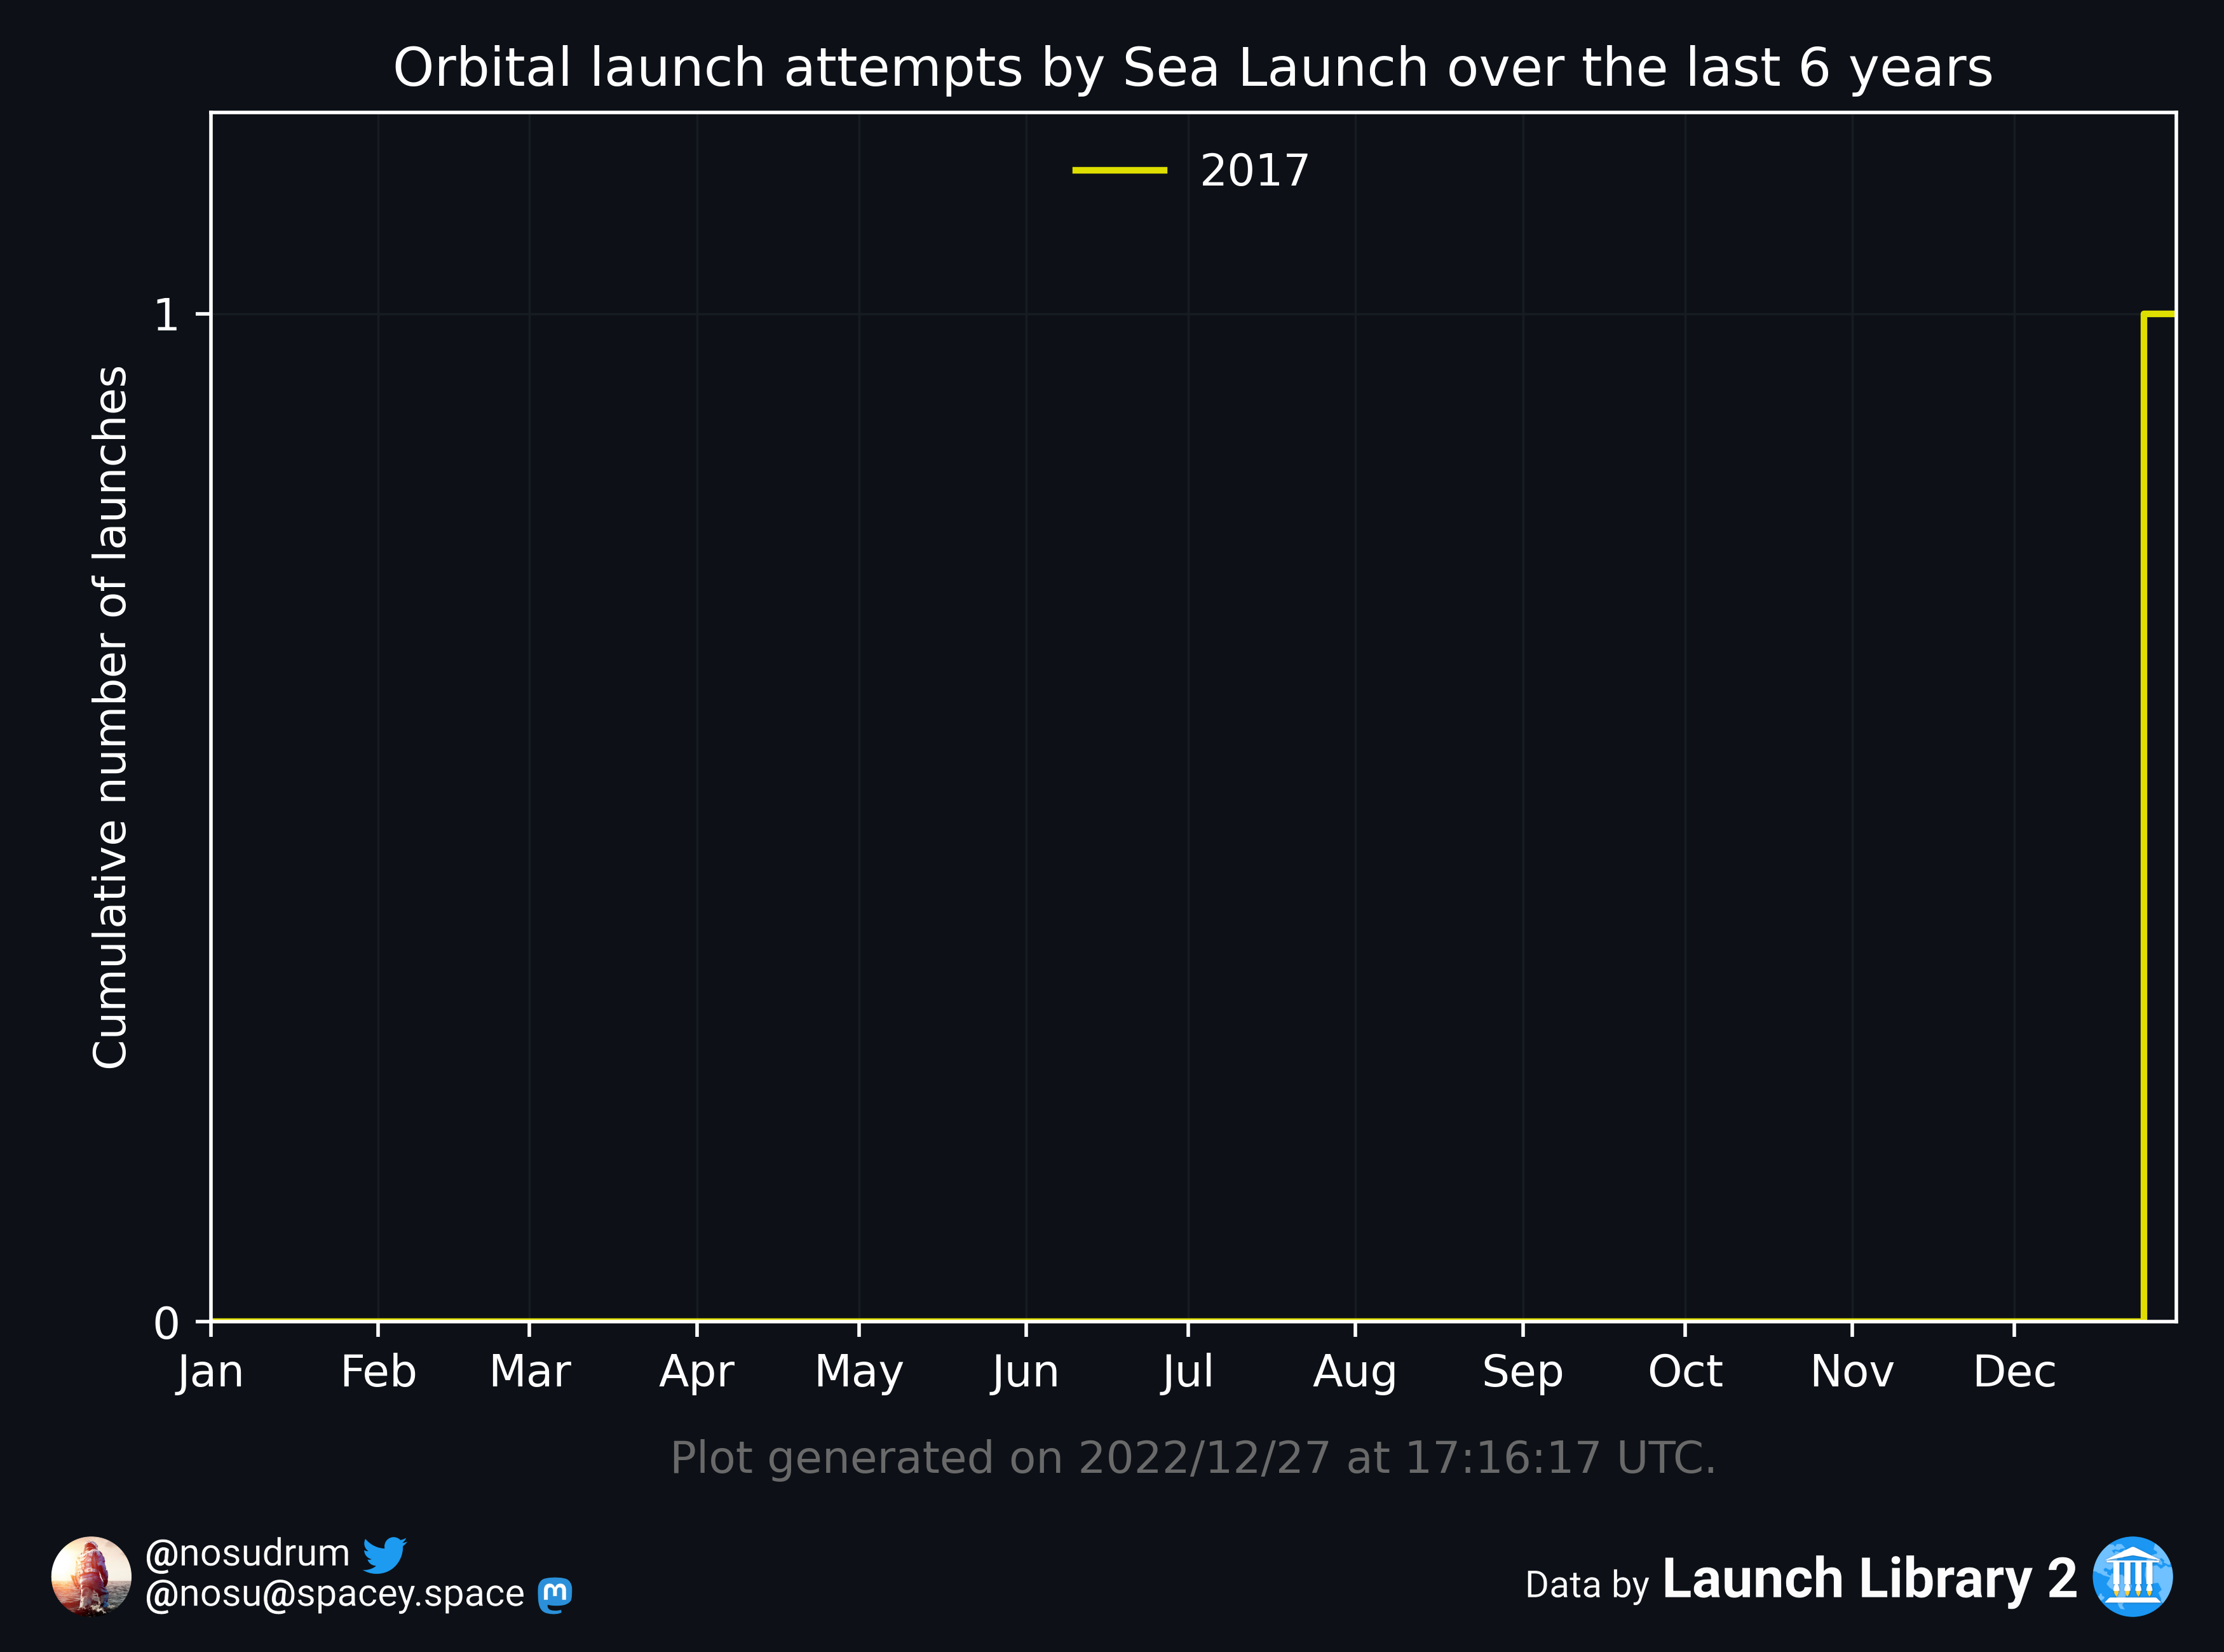 Orbital launch attempts by Sea Launch over the last 6 years
2017
1
Cumulative number of launches
0
Jan Feb Mar Apr May Jun Jul Aug Sep Oct Nov Dec
Plot generated on 2022/12/27 at 17:16:17 UTC.
@nosudrum
@nosu@spacey.space
Data by Launch Library 2